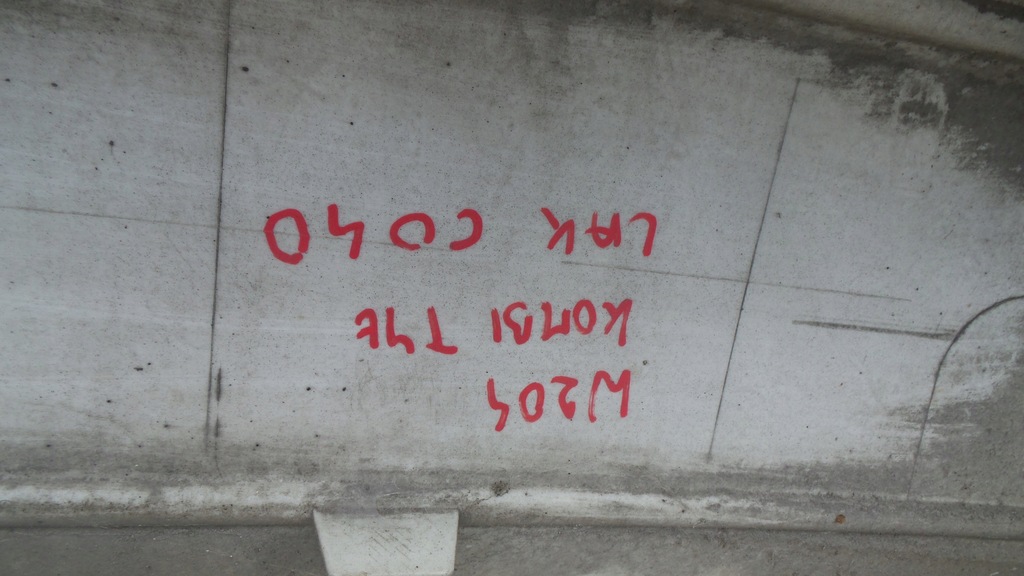 W204
KOMBI TYŁ
LAK C040